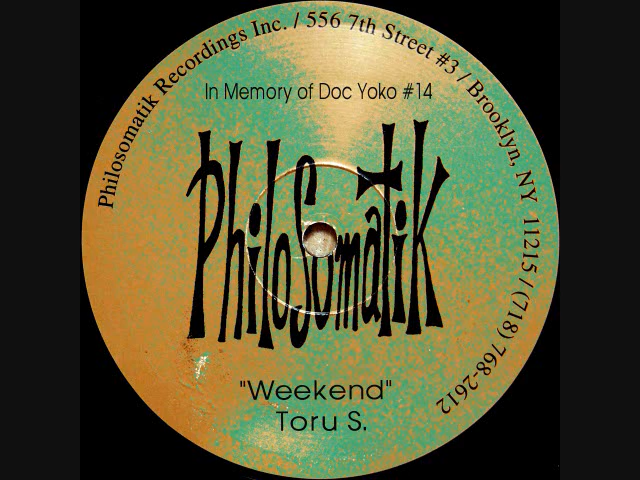 Philosomatik Recordings Inc. / 556 7th Street #3 / Brooklyn, NY 11215 / (718) 768-2612
In Memory of Doc Yoko #14
PhiloSomatik
"Weekend"
Toru S.